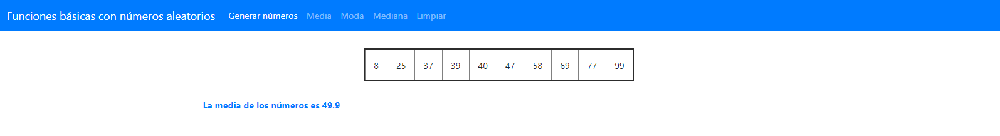 Funciones básicas con números aleatorios Generar números Media Moda Mediana Limpiar
8 25 37 39 40 47 58 69 77 99
La media de los números es 49.9